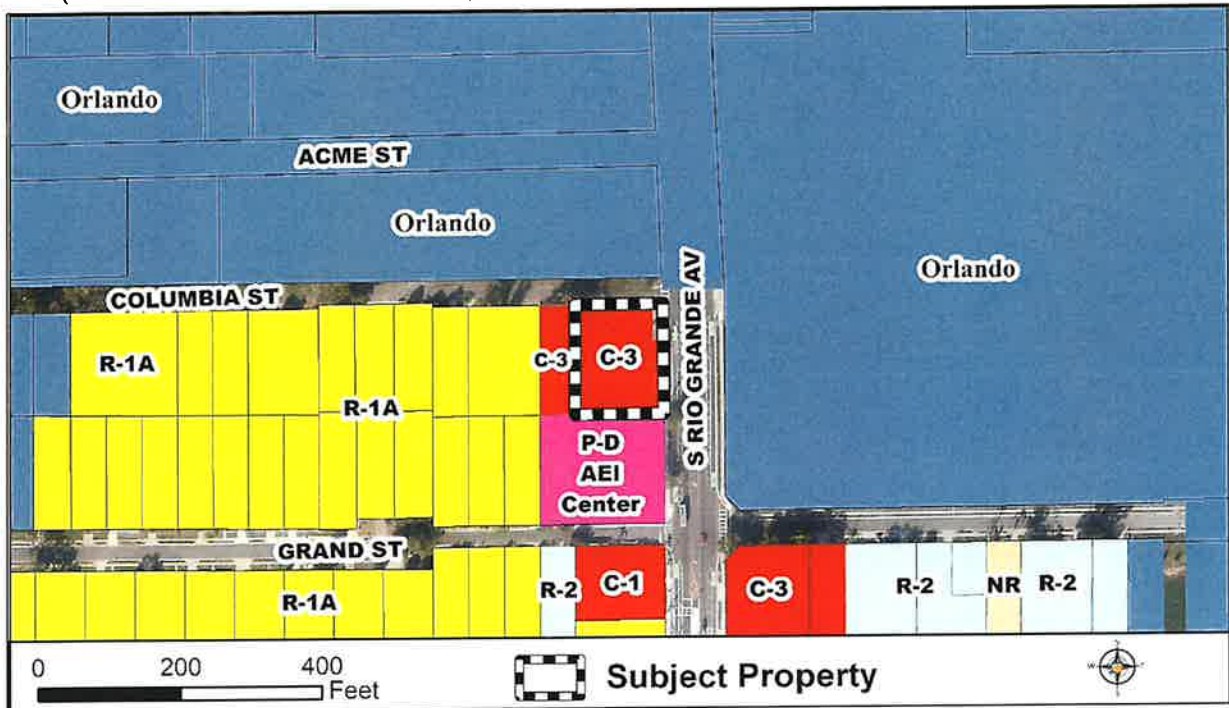 Orlando
ACME ST
Orlando
Orlando
COLUMBIA ST
S RIO GRANDE AV
R-1A
C-3
C-3
R-1A
P-D
AEI
Center
GRAND ST
R-1A
R-2
C-1
C-3
R-2
NR
R-2
0 200 400
Feet
Subject Property